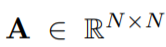 A ∈ ℝ^{N×N}